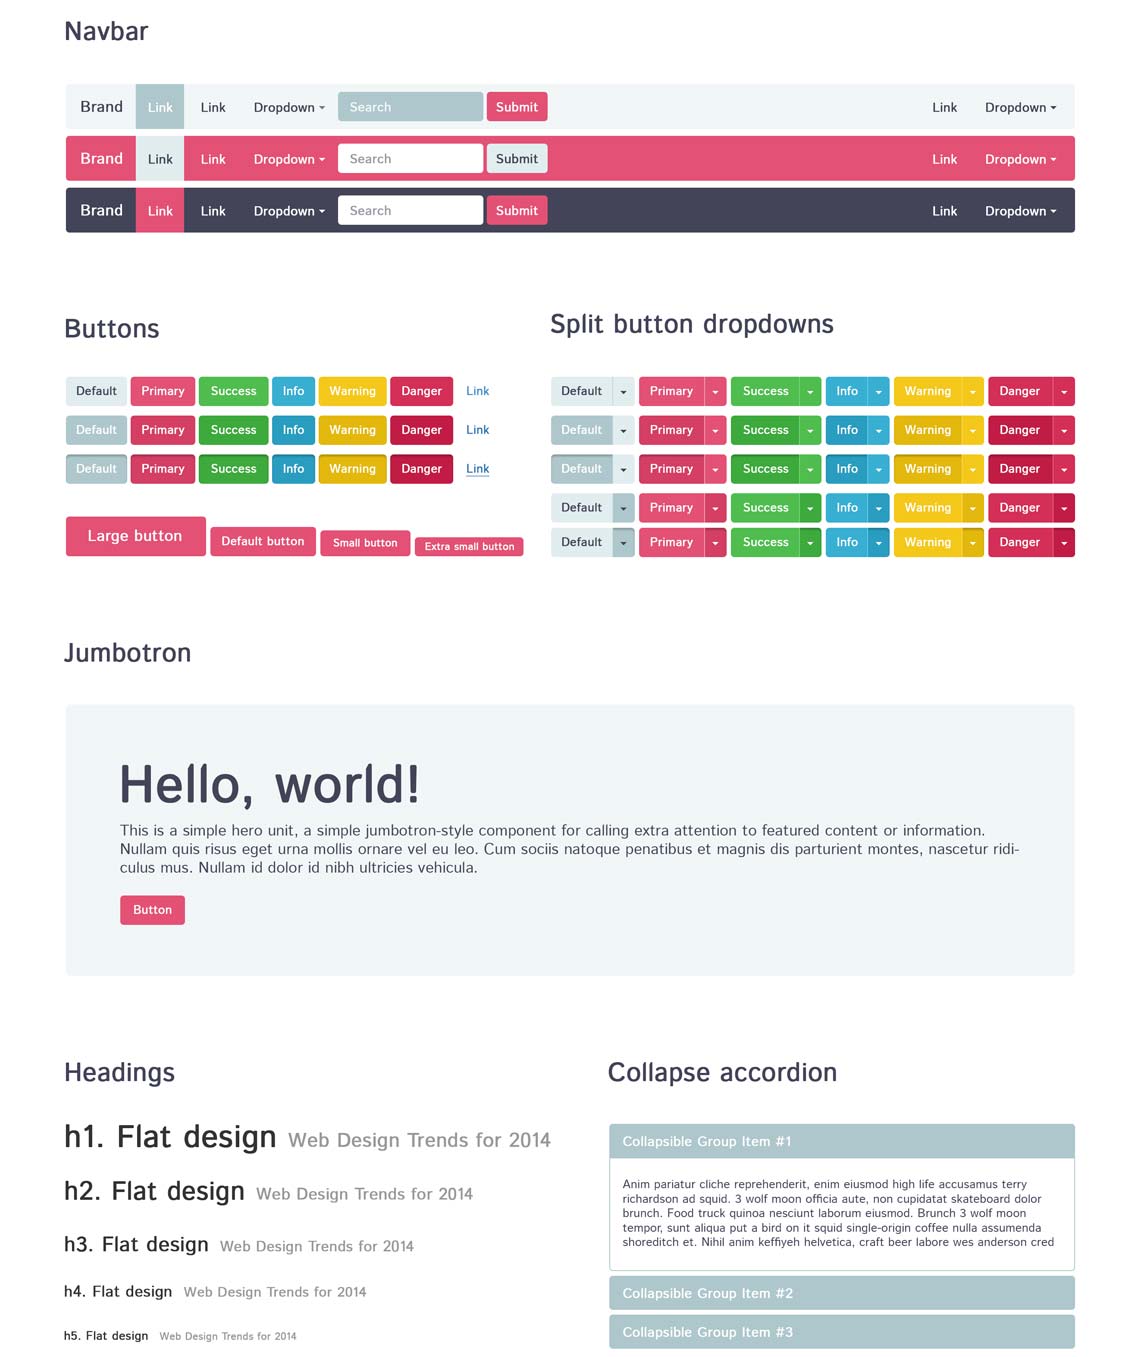 Navbar
Brand Link Link Dropdown Search Submit Link Dropdown
Brand Link Link Dropdown Search Submit Link Dropdown
Brand Link Link Dropdown Search Submit Link Dropdown
Buttons
Default Primary Success Info Warning Danger Link
Default Primary Success Info Warning Danger Link
Default Primary Success Info Warning Danger Link
Large button Default button Small button Extra small button
Split button dropdowns
Default Primary Success Info Warning Danger
Default Primary Success Info Warning Danger
Default Primary Success Info Warning Danger
Default Primary Success Info Warning Danger
Default Primary Success Info Warning Danger
Jumbotron
Hello, world!
This is a simple hero unit, a simple jumbotron-style component for calling extra attention to featured content or information.
Nullam quis risus eget urna mollis ornare vel eu leo. Cum sociis natoque penatibus et magnis dis parturient montes, nascetur ridi-
culus mus. Nullam id dolor id nibh ultricies vehicula.
Button
Headings
h1. Flat design Web Design Trends for 2014
h2. Flat design Web Design Trends for 2014
h3. Flat design Web Design Trends for 2014
h4. Flat design Web Design Trends for 2014
h5. Flat design Web Design Trends for 2014
Collapse accordion
Collapsible Group Item #1
Anim pariatur cliche reprehenderit, enim eiusmod high life accusamus terry
richardson ad squid. 3 wolf moon officia aute, non cupidatat skateboard dolor
brunch. Food truck quinoa nesciunt laborum eiusmod. Brunch 3 wolf moon
tempor, sunt aliqua put a bird on it squid single-origin coffee nulla assumenda
shoreditch et. Nihil anim keffiyeh helvetica, craft beer labore wes anderson cred
Collapsible Group Item #2
Collapsible Group Item #3